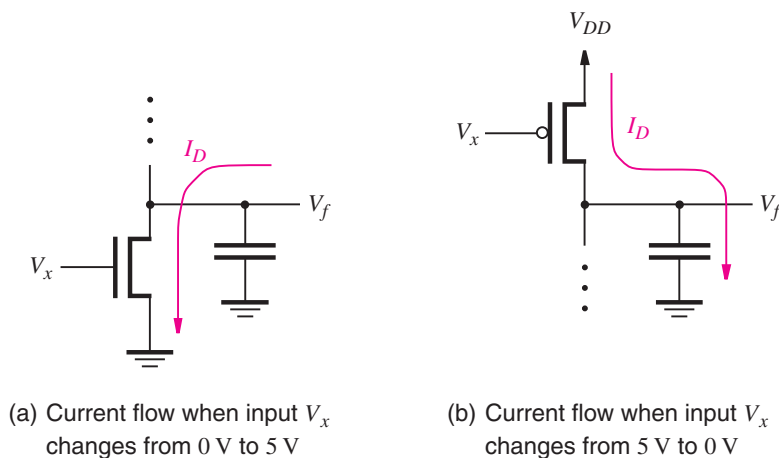 V_DD
I_D
V_x
V_f
I_D
V_x
V_f
(a) Current flow when input V_x
changes from 0 V to 5 V
(b) Current flow when input V_x
changes from 5 V to 0 V